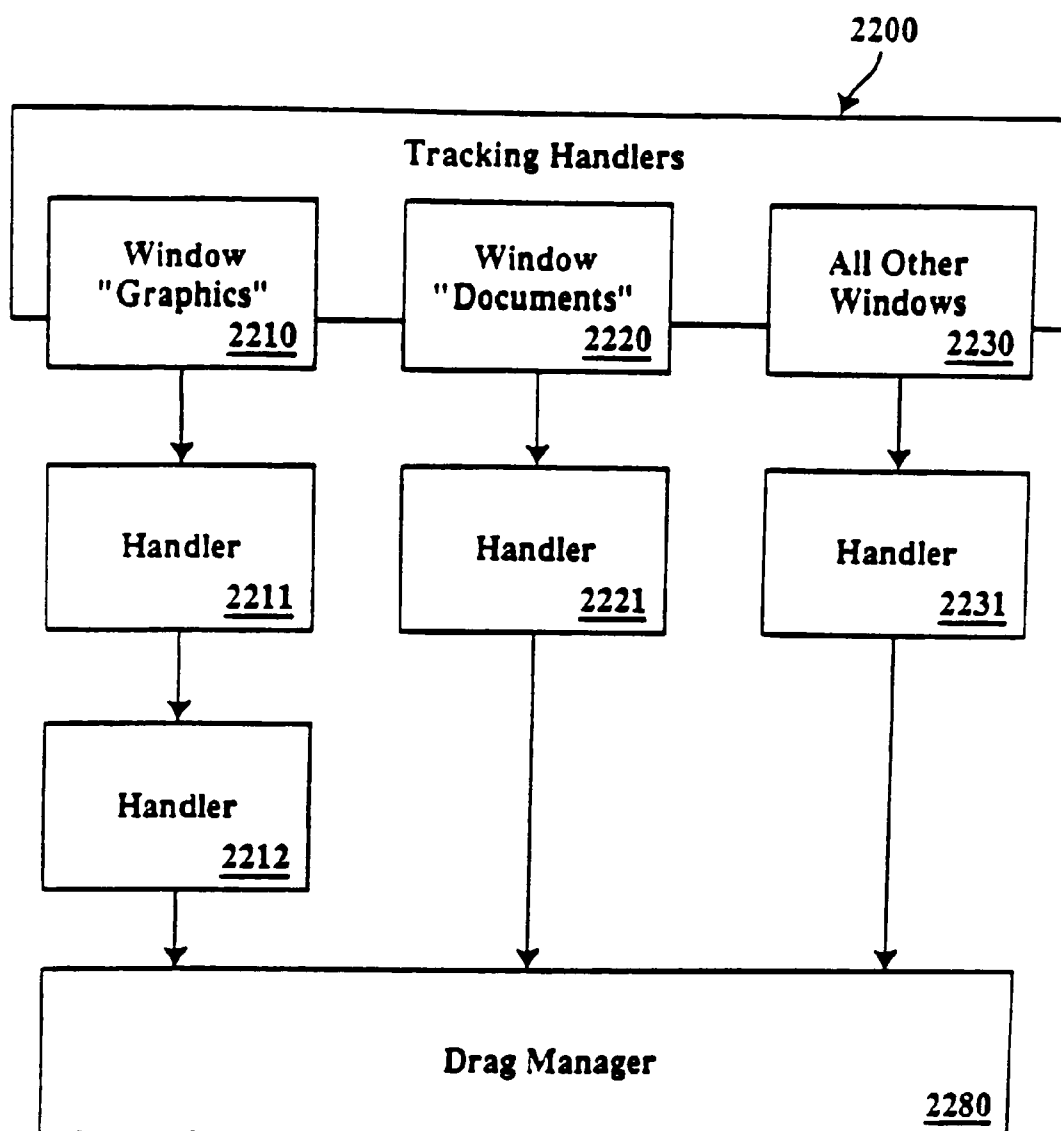 2200
Tracking Handlers
Window
"Graphics"
2210
Window
"Documents"
2220
All Other
Windows
2230
Handler
2211
Handler
2221
Handler
2231
Handler
2212
Drag Manager
2280